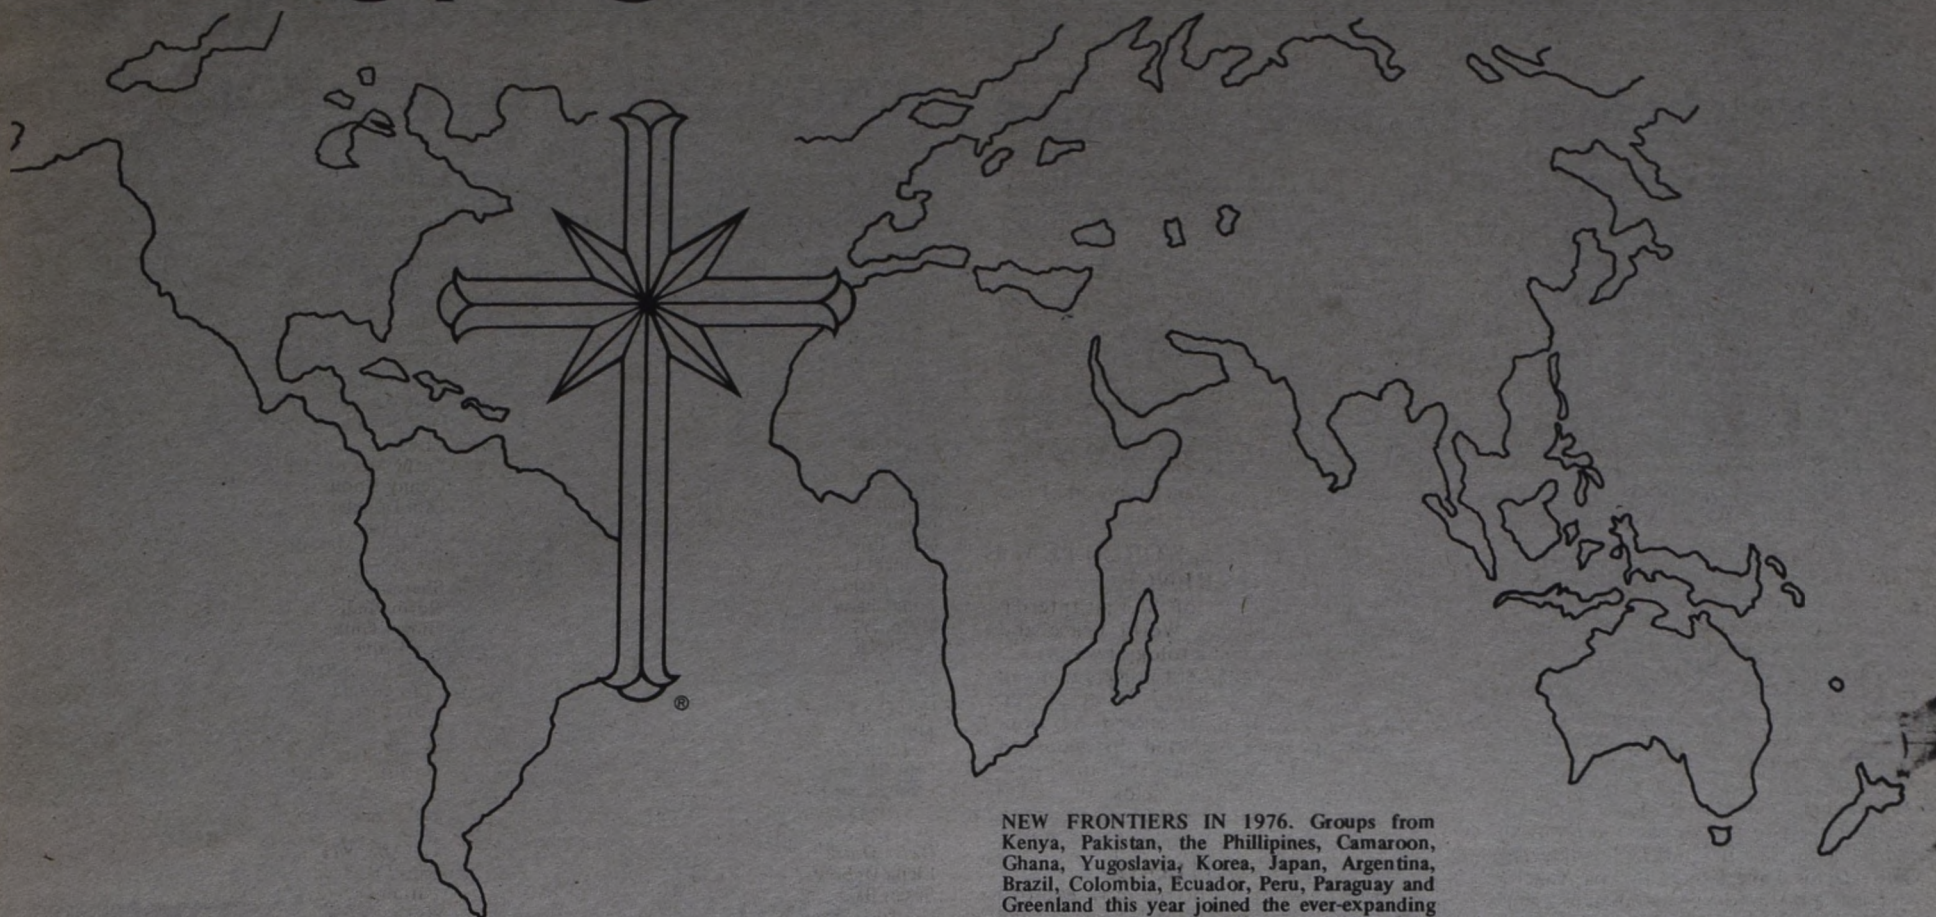 ®
NEW FRONTIERS IN 1976. Groups from
Kenya, Pakistan, the Phillipines, Camaroon,
Ghana, Yugoslavia, Korea, Japan, Argentina,
Brazil, Colombia, Ecuador, Peru, Paraguay and
Greenland this year joined the ever-expanding